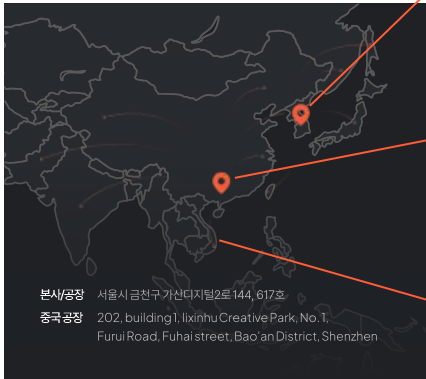 본사/공장 서울시 금천구 가산디지털2로 144, 617호
중국 공장 202, building 1, lixinhu Creative Park, No. 1,
Furui Road, Fuhai street, Bao'an District, Shenzhen